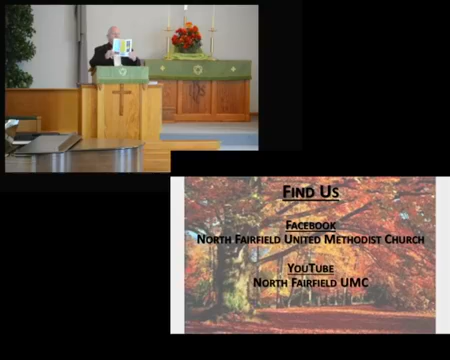 Find Us
Facebook
North Fairfield United Methodist Church
YouTube
North Fairfield UMC